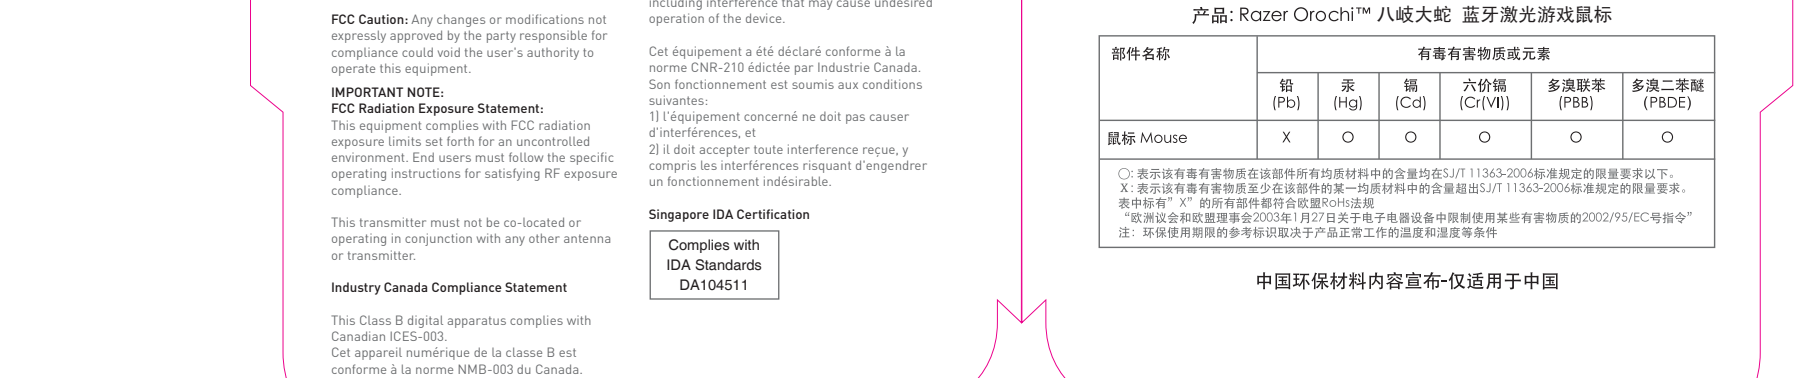 FCC Caution: Any changes or modifications not
expressly approved by the party responsible for
compliance could void the user's authority to
operate this equipment.
IMPORTANT NOTE:
FCC Radiation Exposure Statement:
This equipment complies with FCC radiation
exposure limits set forth for an uncontrolled
environment. End users must follow the specific
operating instructions for satisfying RF exposure
compliance.
This transmitter must not be co-located or
operating in conjunction with any other antenna
or transmitter.
Industry Canada Compliance Statement
This Class B digital apparatus complies with
Canadian ICES-003.
Cet appareil numérique de la classe B est
conforme à la norme NMB-003 du Canada.
including interference that may cause undesired
operation of the device.
Cet équipement a été déclaré conforme à la
norme CNR-210 édictée par Industrie Canada.
Son fonctionnement est soumis aux conditions
suivantes:
1) l'équipement concerné ne doit pas causer
d'interférences, et
2) il doit accepter toute interference reçue, y
compris les interférences risquant d'engendrer
un fonctionnement indésirable.
Singapore IDA Certification
Complies with
IDA Standards
DA104511
产品: Razer Orochi™ 八岐大蛇 蓝牙激光游戏鼠标
部件名称 有毒有害物质或元素
铅 汞 镉 六价镉 多溴联苯 多溴二苯醚
(Pb) (Hg) (Cd) (Cr(VI)) (PBB) (PBDE)
鼠标 Mouse X O O O O O
○: 表示该有毒有害物质在该部件所有均质材料中的含量均在SJ/T 11363-2006标准规定的限量要求以下。
X: 表示该有毒有害物质至少在该部件的某一均质材料中的含量超出SJ/T 11363-2006标准规定的限量要求。
表中标有”X”的所有部件都符合欧盟RoHs法规
“欧洲议会和欧盟理事会2003年1月27日关于电子电器设备中限制使用某些有害物质的2002/95/EC号指令”
注：环保使用期限的参考标识取决于产品正常工作的温度和湿度等条件
中国环保材料内容宣布-仅适用于中国